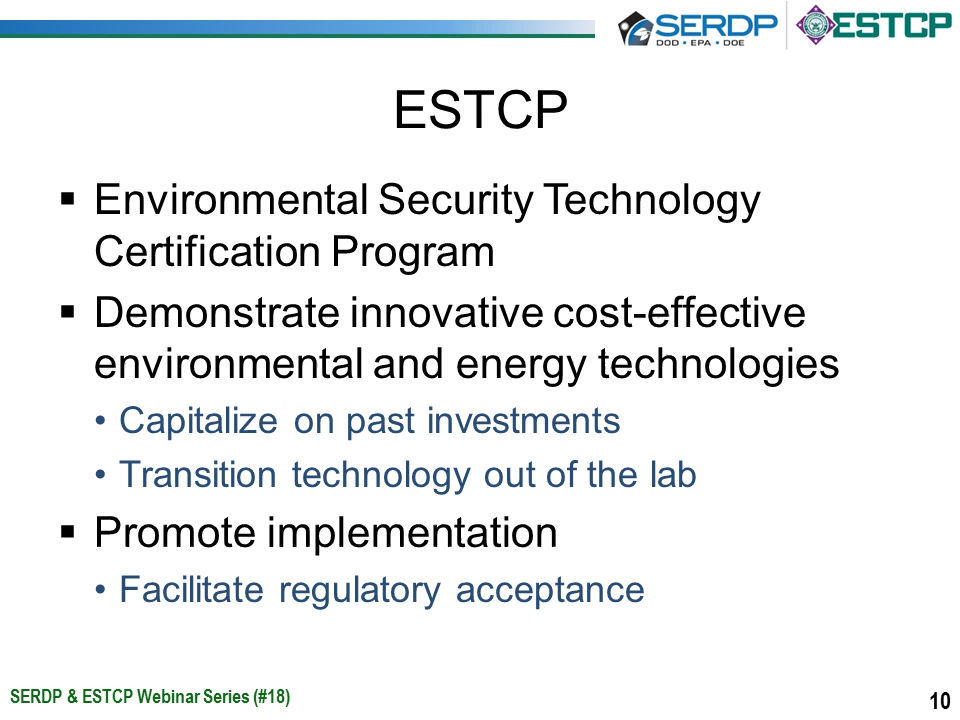 SERDP
DOD • EPA • DOE
ESTCP
ESTCP
▪ Environmental Security Technology
Certification Program
▪ Demonstrate innovative cost-effective
environmental and energy technologies
• Capitalize on past investments
• Transition technology out of the lab
▪ Promote implementation
• Facilitate regulatory acceptance
SERDP & ESTCP Webinar Series (#18)
10